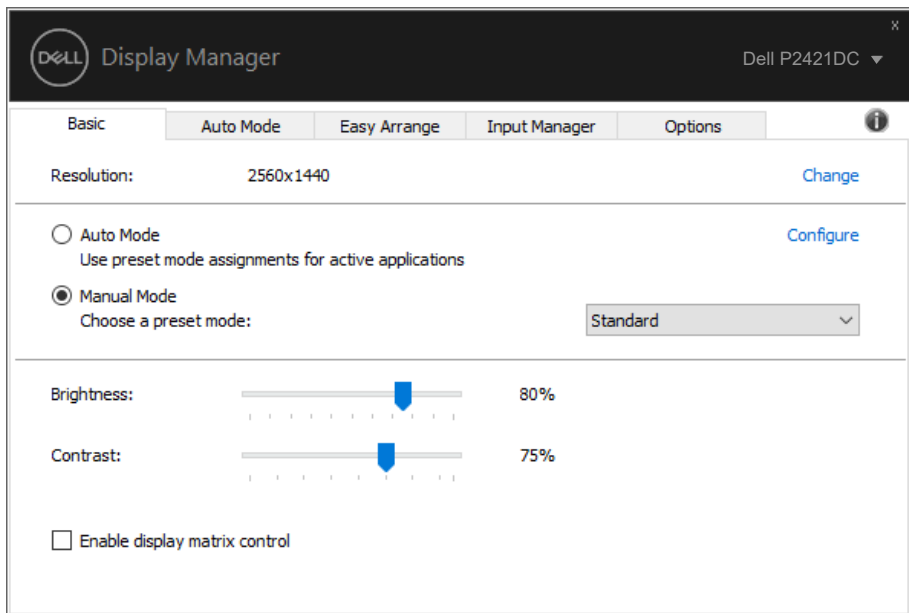 x
DELL Display Manager Dell P2421DC
Basic Auto Mode Easy Arrange Input Manager Options i
Resolution: 2560x1440 Change
Auto Mode Configure
Use preset mode assignments for active applications
Manual Mode
Choose a preset mode: Standard
Brightness: 80%
Contrast: 75%
Enable display matrix control